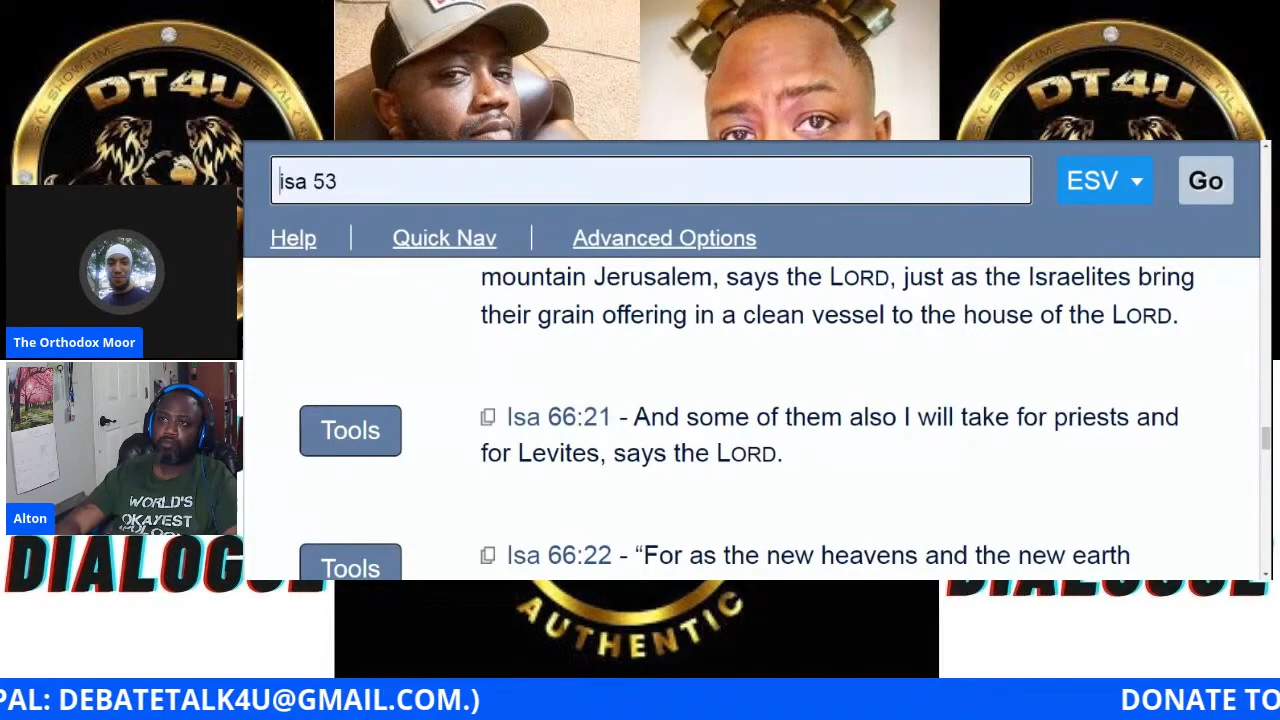 DT4U
DT4U
isa 53
ESV
Go
Help
Quick Nav
Advanced Options
mountain Jerusalem, says the LORD, just as the Israelites bring
their grain offering in a clean vessel to the house of the LORD.
Tools
Isa 66:21 - And some of them also I will take for priests and
for Levites, says the LORD.
Tools
Isa 66:22 - “For as the new heavens and the new earth
The Orthodox Moor
WORLD'S
OKAYEST
Alton
DIALOGUE
AUTHENTIC
DIALOGUE
PAL: DEBATETALK4U@GMAIL.COM.)
DONATE TO